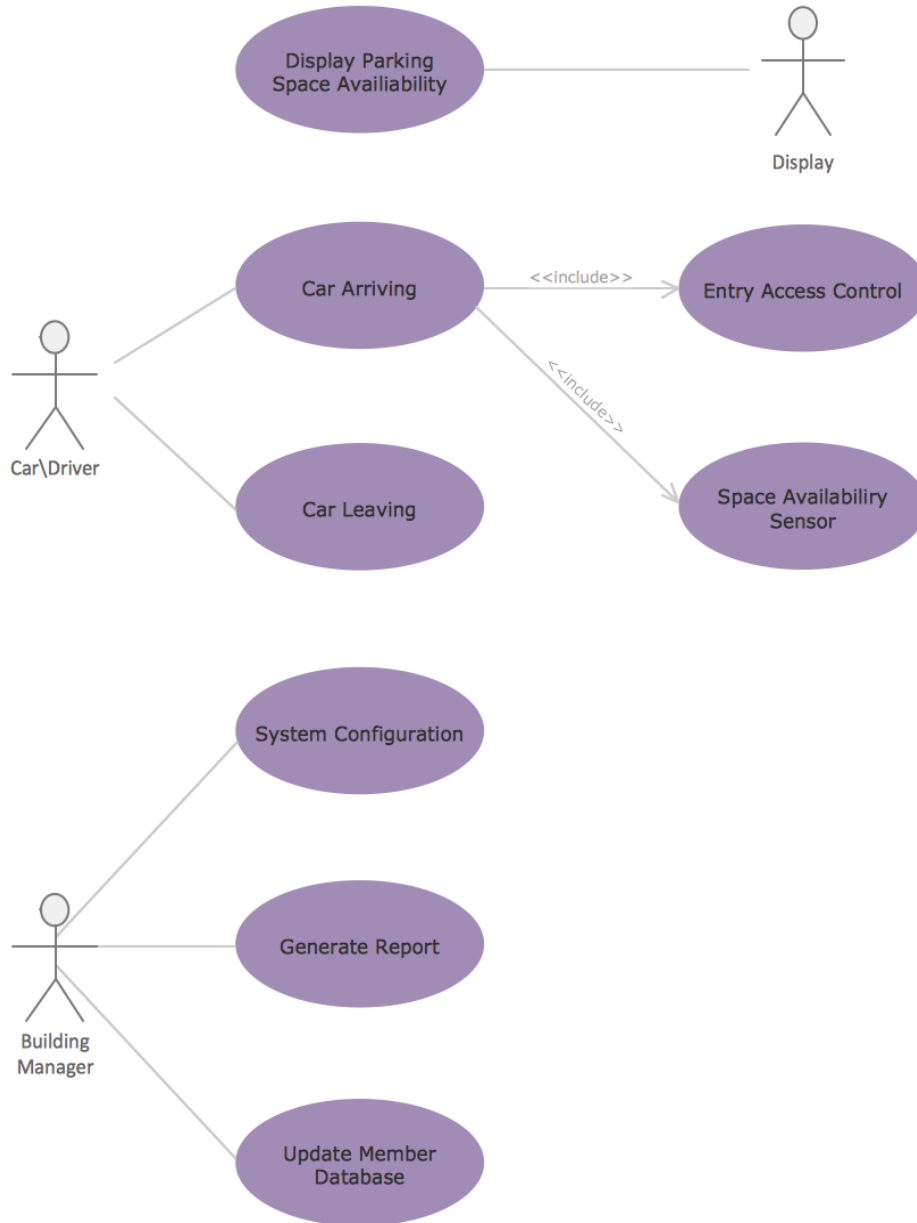 Display Parking
Space Availiability
Display
Car Arriving
<<include>>
Entry Access Control
<<include>>
Car\Driver
Car Leaving
Space Availabiliry
Sensor
System Configuration
Generate Report
Building
Manager
Update Member
Database